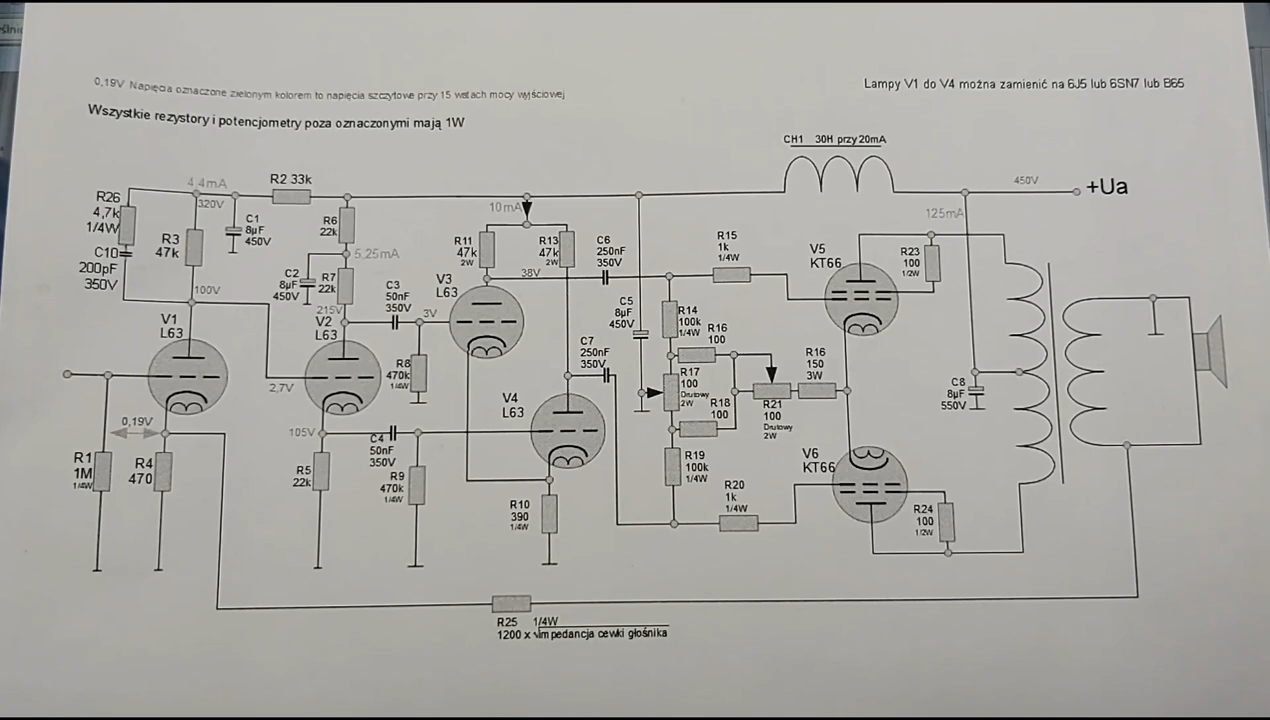 0,19V Napięcia oznaczone zielonym kolorem to napięcia szczytowe przy 15 watach mocy wyjściowej
Lampy V1 do V4 można zamienić na 6J5 lub 6SN7 lub B65
Wszystkie rezystory i potencjometry poza oznaczonymi mają 1W
CH1 30H przy 20mA
450V
+Ua
125mA
4,4mA
320V
R2 33k
R26
4,7k
1/4W
C10
200pF
350V
R3
47k
C1
8µF
450V
100V
R6
22k
5,25mA
C2
8µF
450V
R7
22k
215V
C3
50nF
350V
3V
10mA
R11
47k
2W
R13
47k
2W
38V
C6
250nF
350V
R15
1k
1/4W
V5
KT66
R23
100
1/2W
V1
L63
V2
L63
V3
L63
V4
L63
2,7V
0,19V
R1
1M
1/4W
R4
470
105V
R5
22k
C4
50nF
350V
R8
470k
1/4W
R9
470k
1/4W
R10
390
1/4W
C7
250nF
350V
C5
8µF
450V
R14
100k
1/4W
R16
100
R17
100
Drutowy
2W
R18
100
R21
100
Drutowy
2W
R16
150
3W
R19
100k
1/4W
R20
1k
1/4W
V6
KT66
R24
100
1/2W
C8
8µF
550V
R25 1/4W
1200 x √impedancja cewki głośnika